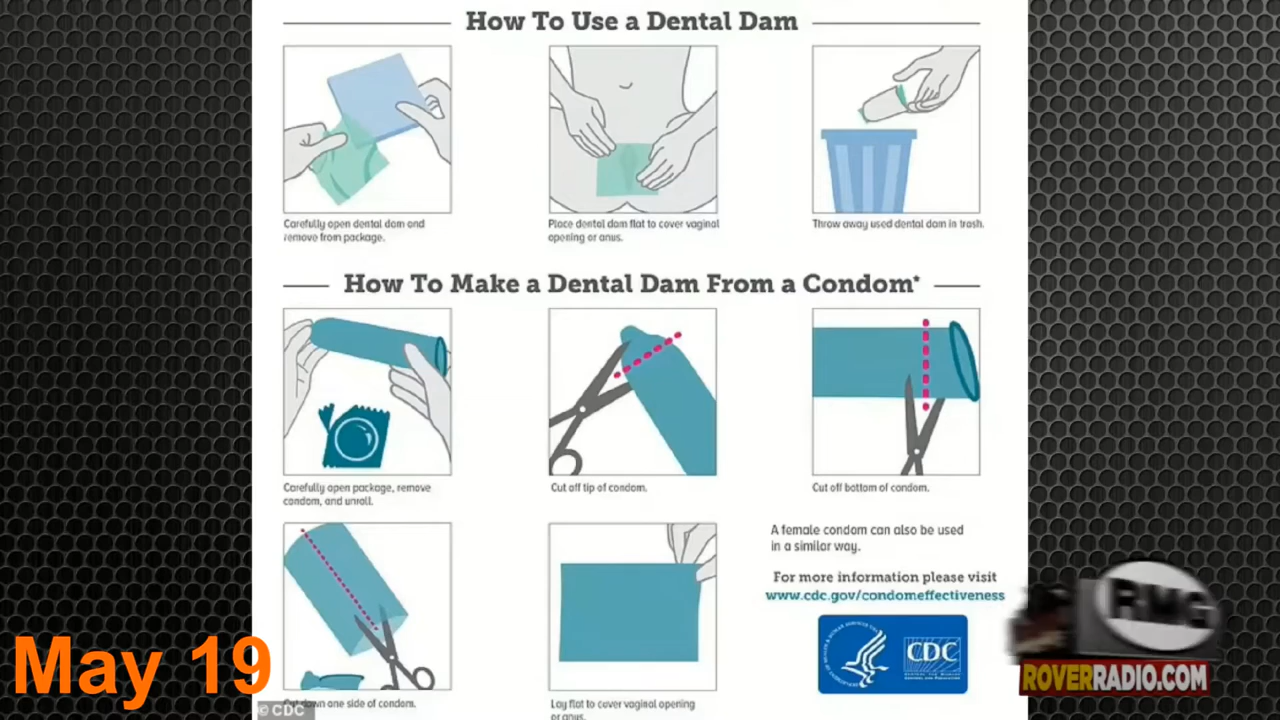 How To Use a Dental Dam
Carefully open dental dam and
remove from package.
Place dental dam flat to cover vaginal
opening or anus.
Throw away used dental dam in trash.
How To Make a Dental Dam From a Condom*
Carefully open package, remove
condom, and unroll.
Cut off tip of condom.
Cut off bottom of condom.
A female condom can also be used
in a similar way.
For more information please visit
www.cdc.gov/condomeffectiveness
CDC
down one side of condom.
Lay flat to cover vaginal opening
or anus.
© CDC
May 19
RMG
ROVERRADIO.COM